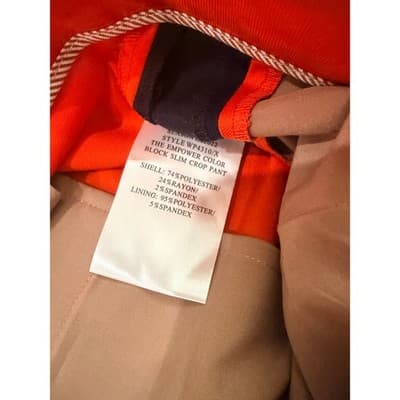 STYLE WP4310/X
THE EMPOWER COLOR
BLOCK SLIM CROP PANT
SHELL: 74%POLYESTER/
24%RAYON/
2%SPANDEX
LINING: 95%POLYESTER/
5%SPANDEX